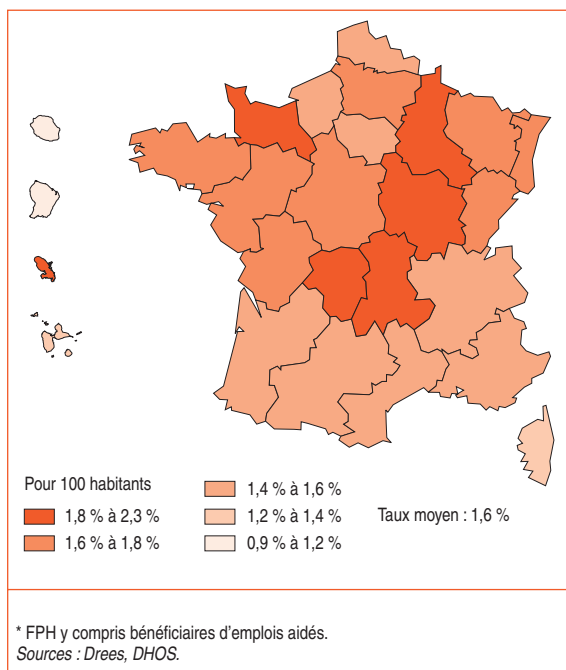 Pour 100 habitants
1,8 % à 2,3 %
1,6 % à 1,8 %
1,4 % à 1,6 %
1,2 % à 1,4 %
0,9 % à 1,2 %
Taux moyen : 1,6 %
* FPH y compris bénéficiaires d'emplois aidés.
Sources : Drees, DHOS.